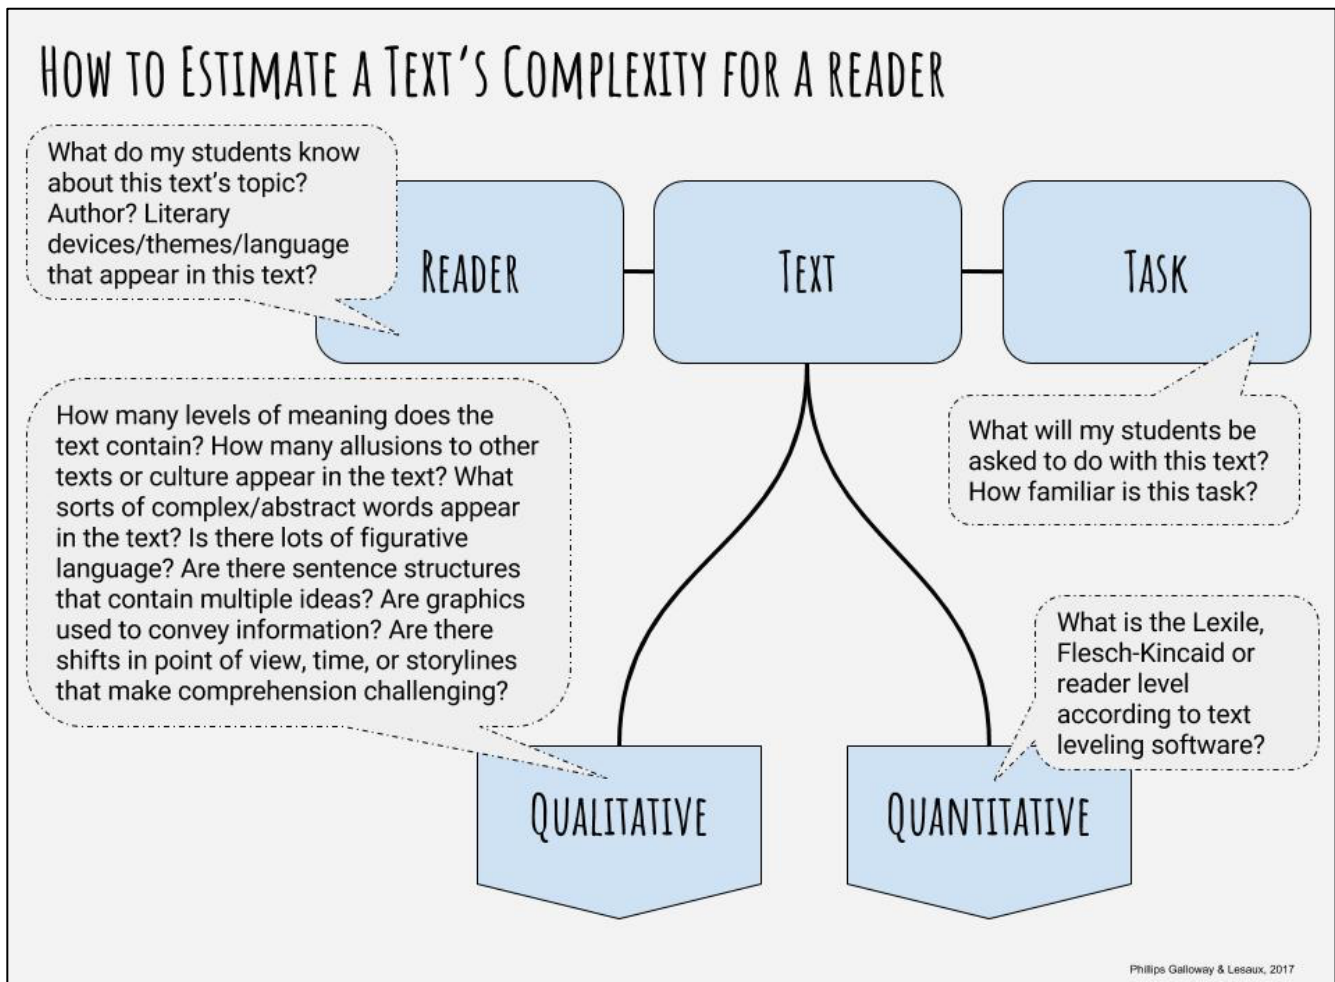 HOW TO ESTIMATE A TEXT'S COMPLEXITY FOR A READER
What do my students know
about this text's topic?
Author? Literary
devices/themes/language
that appear in this text?
READER
TEXT
TASK
How many levels of meaning does the
text contain? How many allusions to other
texts or culture appear in the text? What
sorts of complex/abstract words appear
in the text? Is there lots of figurative
language? Are there sentence structures
that contain multiple ideas? Are graphics
used to convey information? Are there
shifts in point of view, time, or storylines
that make comprehension challenging?
What will my students be
asked to do with this text?
How familiar is this task?
What is the Lexile,
Flesch-Kincaid or
reader level
according to text
leveling software?
QUALITATIVE
QUANTITATIVE
Phillips Galloway & Lesaux, 2017